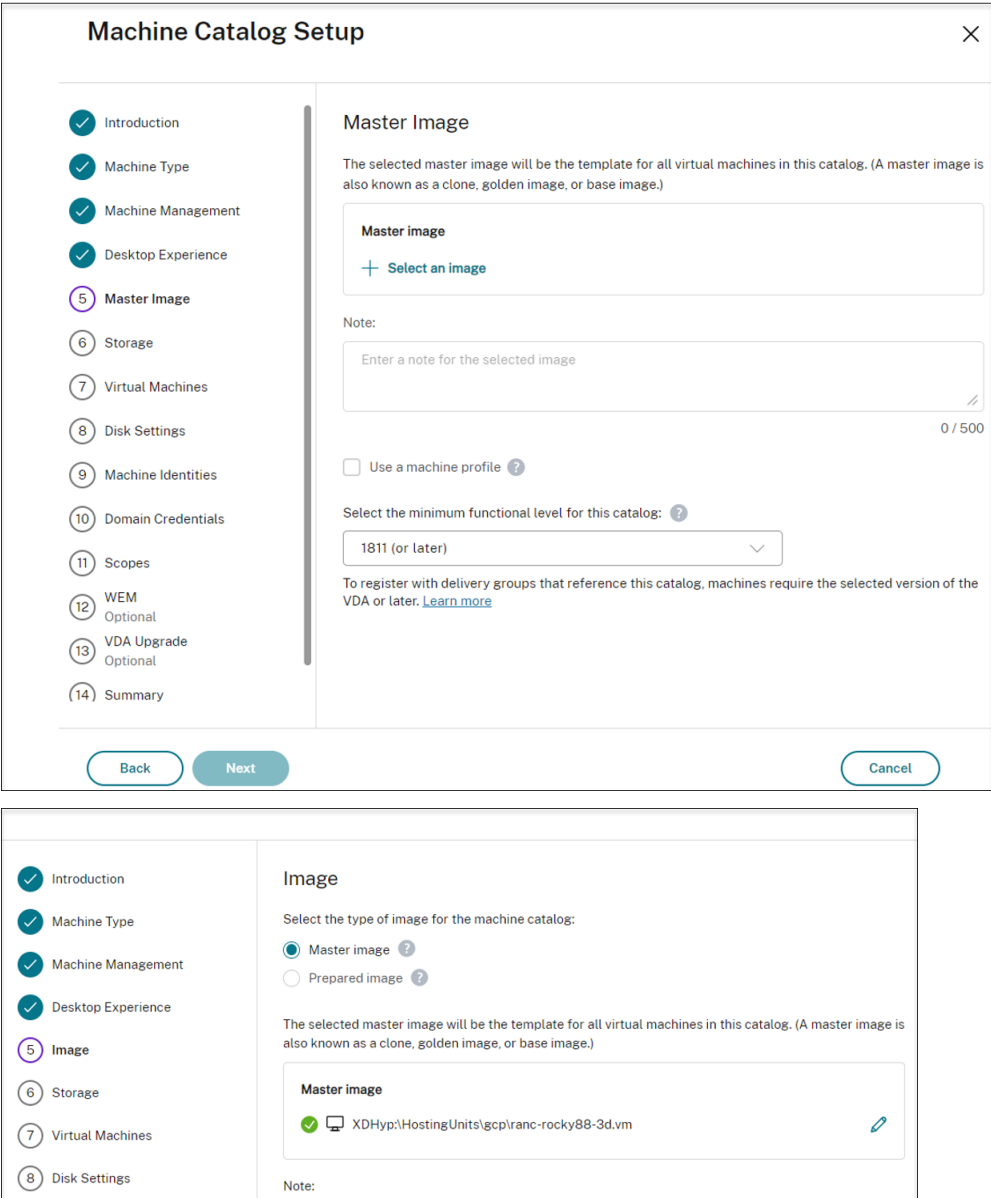 Machine Catalog Setup
Introduction
Machine Type
Machine Management
Desktop Experience
5 Master Image
6 Storage
7 Virtual Machines
8 Disk Settings
9 Machine Identities
10 Domain Credentials
11 Scopes
12 WEM
Optional
13 VDA Upgrade
Optional
14 Summary
Master Image
The selected master image will be the template for all virtual machines in this catalog. (A master image is
also known as a clone, golden image, or base image.)
Master image
+ Select an image
Note:
Enter a note for the selected image
0 / 500
Use a machine profile ?
Select the minimum functional level for this catalog: ?
1811 (or later)
To register with delivery groups that reference this catalog, machines require the selected version of the
VDA or later. Learn more
Back
Next
Cancel
Introduction
Machine Type
Machine Management
Desktop Experience
5 Image
6 Storage
7 Virtual Machines
8 Disk Settings
Image
Select the type of image for the machine catalog:
Master image ?
Prepared image ?
The selected master image will be the template for all virtual machines in this catalog. (A master image is
also known as a clone, golden image, or base image.)
Master image
XDHyp:\HostingUnits\gcp\ranc-rocky88-3d.vm
Note: